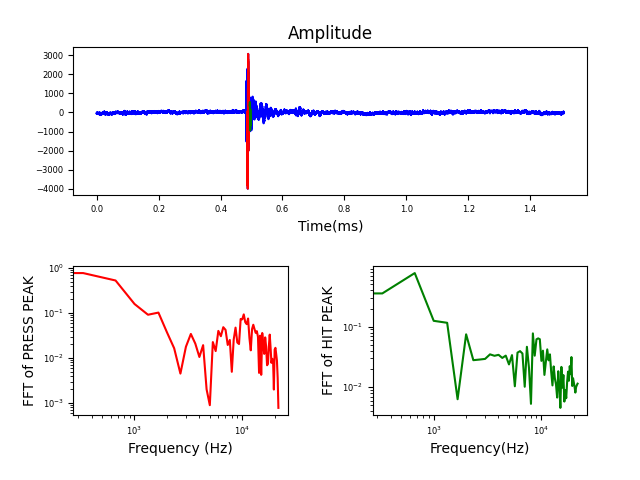 Amplitude
3000
2000
1000
0
−1000
−2000
−3000
−4000
0.0 0.2 0.4 0.6 0.8 1.0 1.2 1.4
Time(ms)
FFT of PRESS PEAK
10⁰
10⁻¹
10⁻²
10⁻³
10³ 10⁴
Frequency (Hz)
FFT of HIT PEAK
10⁻¹
10⁻²
10³ 10⁴
Frequency(Hz)